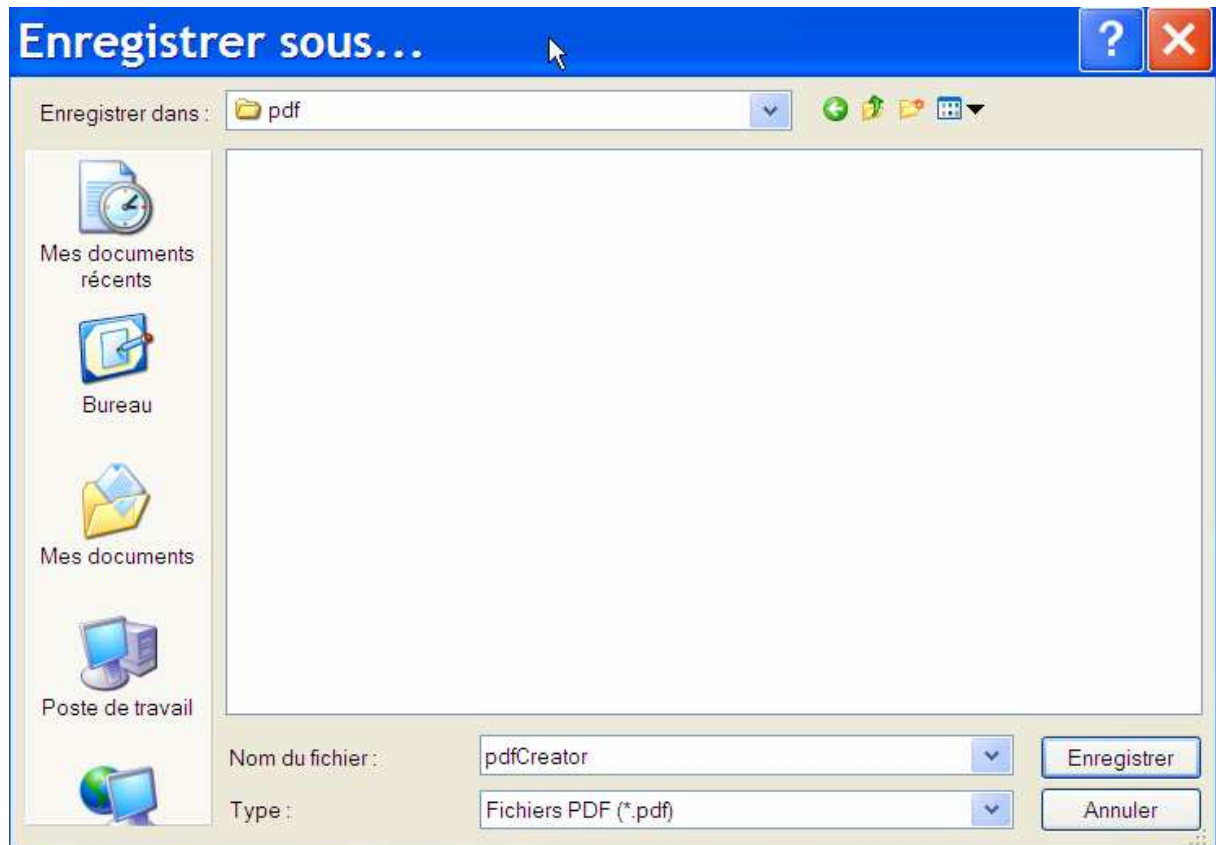 Enregistrer sous...
?
Enregistrer dans :
pdf
Mes documents
récents
Bureau
Mes documents
Poste de travail
Nom du fichier :
pdfCreator
Enregistrer
Type :
Fichiers PDF (*.pdf)
Annuler